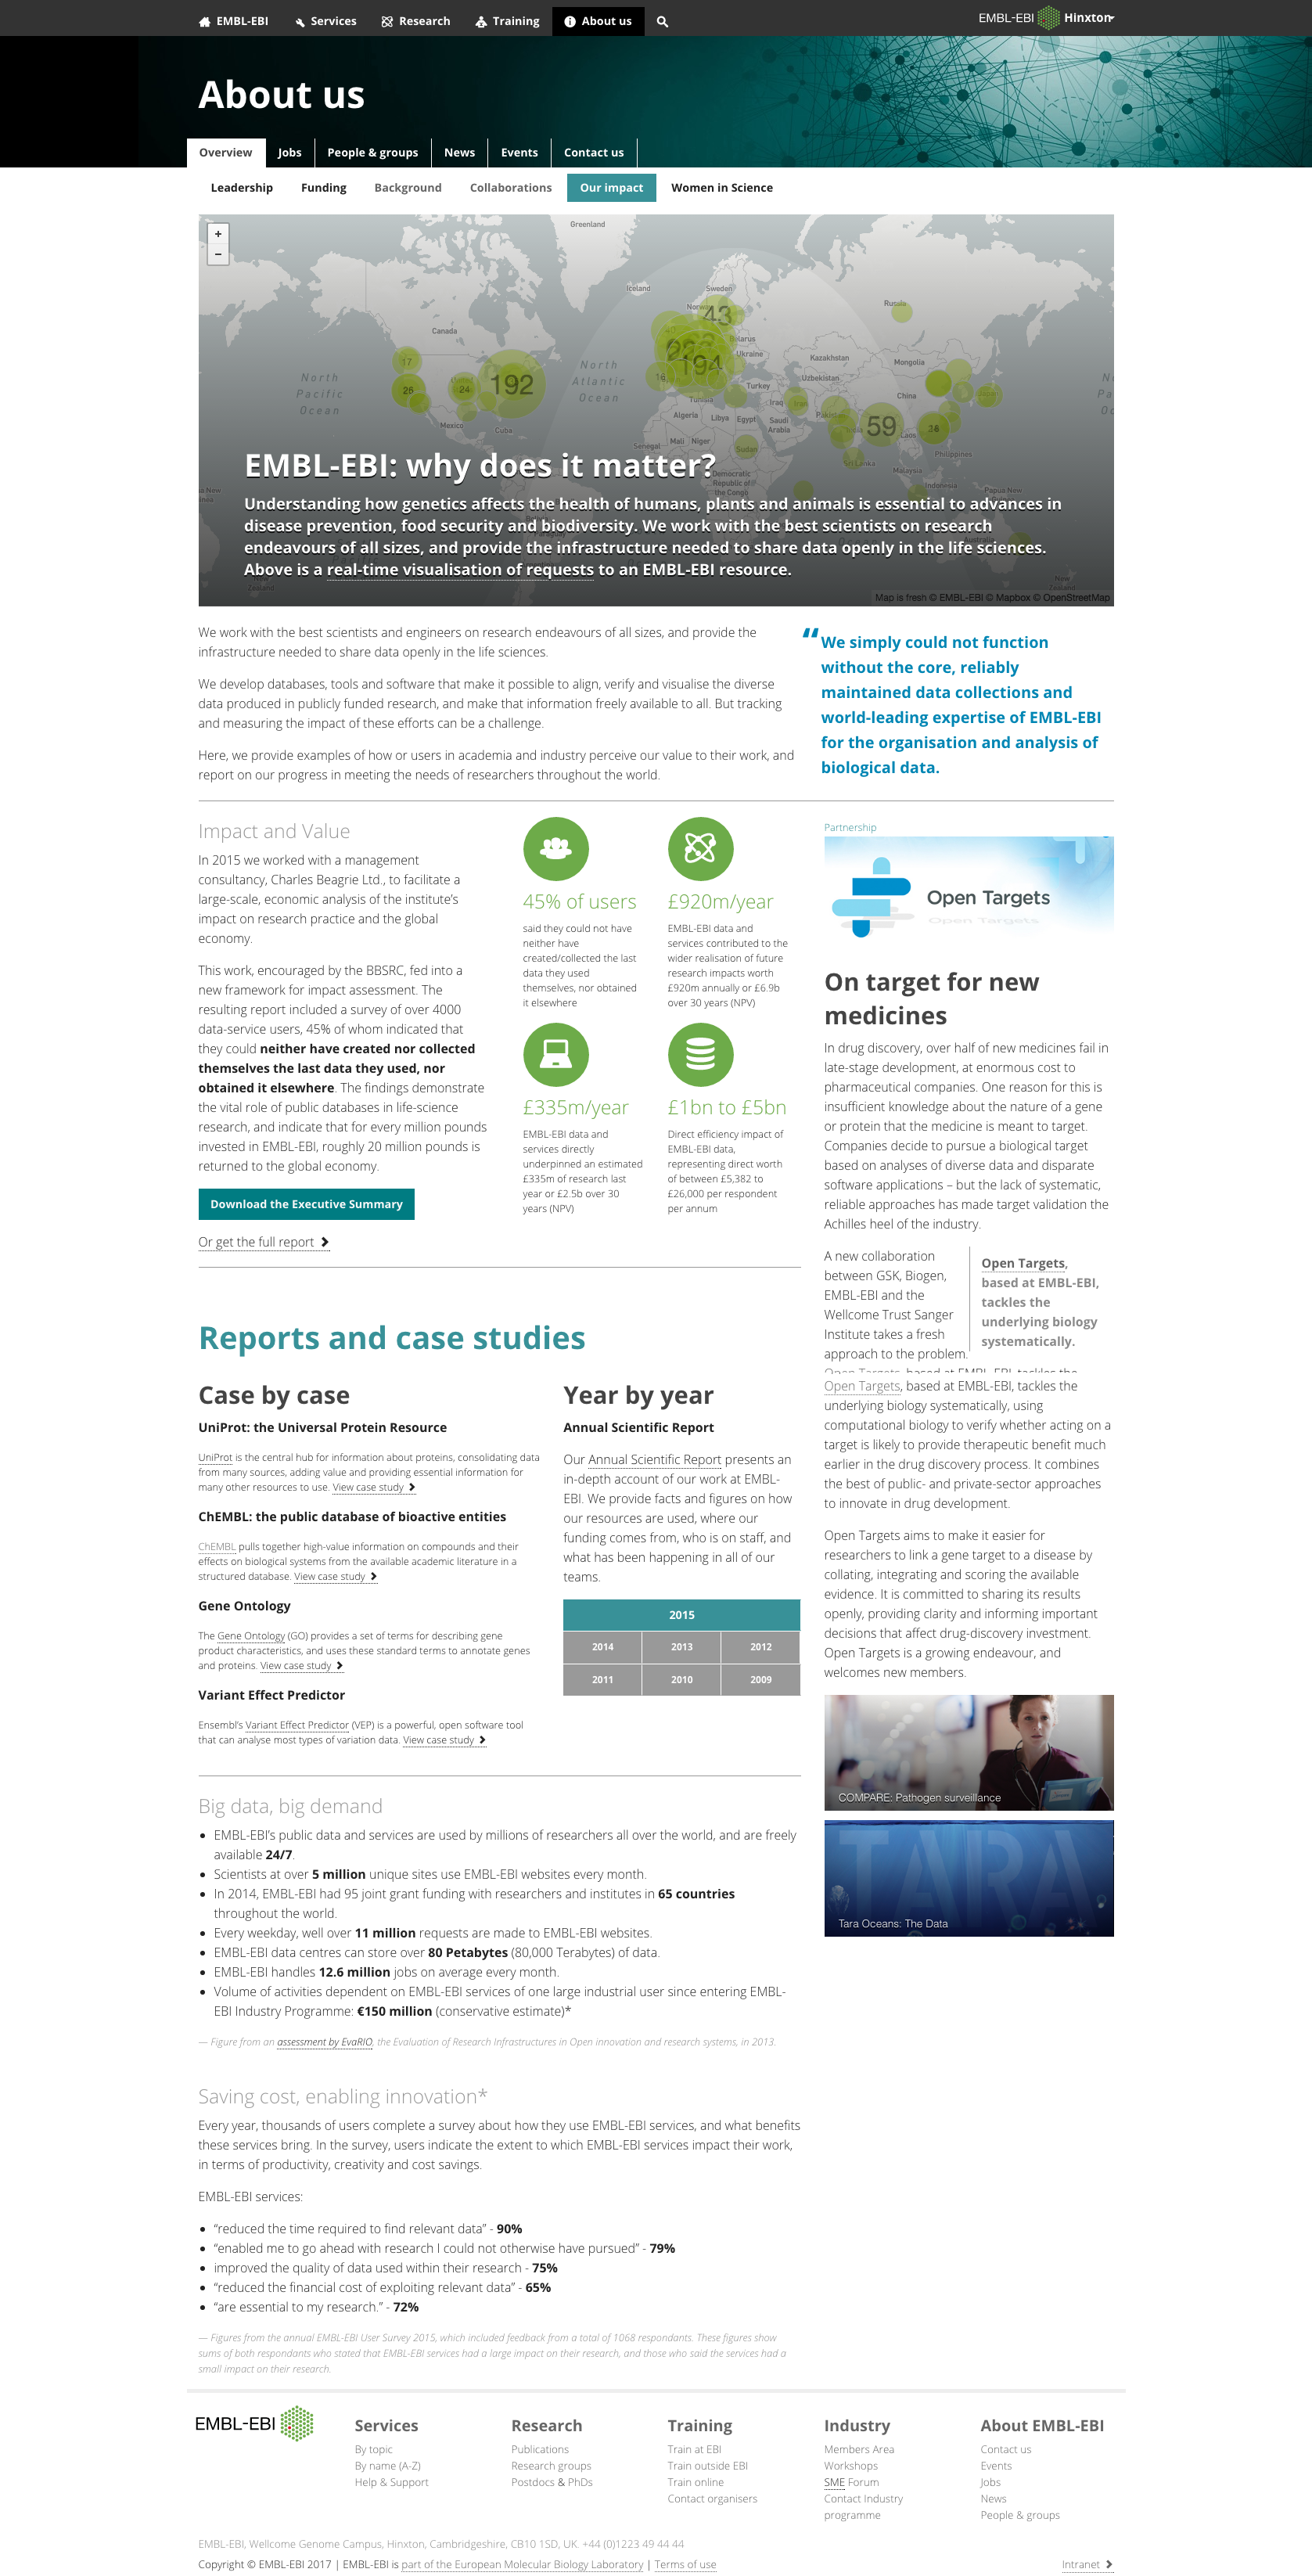 EMBL-EBI Services Research Training About us
EMBL-EBI Hinxton
About us
Overview Jobs People & groups News Events Contact us
Leadership Funding Background Collaborations Our impact Women in Science
+
−
Greenland
Iceland
Sweden
Norway
Russia
43
Canada
Belarus
Ukraine
Kazakhstan
Mongolia
17
194
16
North
Pacific
Ocean
26
24
192
North
Atlantic
Ocean
Uzbekistan
Turkey
China
Tunisia
Iraq
Iran
Algeria
Libya
Egypt
Saudi
Arabia
Pakistan
India
59
Laos
36
Mexico
Cuba
Senegal
Mali
Niger
Sudan
Sri Lanka
Philippines
Malaysia
Democratic
Republic of
the Congo
Indonesia
Papua New
Australia
EMBL-EBI: why does it matter?
Understanding how genetics affects the health of humans, plants and animals is essential to advances in
disease prevention, food security and biodiversity. We work with the best scientists on research
endeavours of all sizes, and provide the infrastructure needed to share data openly in the life sciences.
Above is a real-time visualisation of requests to an EMBL-EBI resource.
New
Zealand
New
Zealand
Map is fresh © EMBL-EBI © Mapbox © OpenStreetMap
We work with the best scientists and engineers on research endeavours of all sizes, and provide the
infrastructure needed to share data openly in the life sciences.
We develop databases, tools and software that make it possible to align, verify and visualise the diverse
data produced in publicly funded research, and make that information freely available to all. But tracking
and measuring the impact of these efforts can be a challenge.
Here, we provide examples of how or users in academia and industry perceive our value to their work, and
report on our progress in meeting the needs of researchers throughout the world.
“We simply could not function
without the core, reliably
maintained data collections and
world-leading expertise of EMBL-EBI
for the organisation and analysis of
biological data.
Impact and Value
In 2015 we worked with a management
consultancy, Charles Beagrie Ltd., to facilitate a
large-scale, economic analysis of the institute’s
impact on research practice and the global
economy.
This work, encouraged by the BBSRC, fed into a
new framework for impact assessment. The
resulting report included a survey of over 4000
data-service users, 45% of whom indicated that
they could neither have created nor collected
themselves the last data they used, nor
obtained it elsewhere. The findings demonstrate
the vital role of public databases in life-science
research, and indicate that for every million pounds
invested in EMBL-EBI, roughly 20 million pounds is
returned to the global economy.
Download the Executive Summary
Or get the full report
45% of users
said they could not have
neither have
created/collected the last
data they used
themselves, nor obtained
it elsewhere
£920m/year
EMBL-EBI data and
services contributed to the
wider realisation of future
research impacts worth
£920m annually or £6.9b
over 30 years (NPV)
£335m/year
EMBL-EBI data and
services directly
underpinned an estimated
£335m of research last
year or £2.5b over 30
years (NPV)
£1bn to £5bn
Direct efficiency impact of
EMBL-EBI data,
representing direct worth
of between £5,382 to
£26,000 per respondent
per annum
Partnership
Open Targets
On target for new
medicines
In drug discovery, over half of new medicines fail in
late-stage development, at enormous cost to
pharmaceutical companies. One reason for this is
insufficient knowledge about the nature of a gene
or protein that the medicine is meant to target.
Companies decide to pursue a biological target
based on analyses of diverse data and disparate
software applications – but the lack of systematic,
reliable approaches has made target validation the
Achilles heel of the industry.
A new collaboration
between GSK, Biogen,
EMBL-EBI and the
Wellcome Trust Sanger
Institute takes a fresh
approach to the problem.
Open Targets,
based at EMBL-EBI,
tackles the
underlying biology
systematically.
Open Targets, based at EMBL-EBI, tackles the
underlying biology systematically, using
computational biology to verify whether acting on a
target is likely to provide therapeutic benefit much
earlier in the drug discovery process. It combines
the best of public- and private-sector approaches
to innovate in drug development.
Open Targets aims to make it easier for
researchers to link a gene target to a disease by
collating, integrating and scoring the available
evidence. It is committed to sharing its results
openly, providing clarity and informing important
decisions that affect drug-discovery investment.
Open Targets is a growing endeavour, and
welcomes new members.
COMPARE: Pathogen surveillance
TARA
Tara Oceans: The Data
Reports and case studies
Case by case
UniProt: the Universal Protein Resource
UniProt is the central hub for information about proteins, consolidating data
from many sources, adding value and providing essential information for
many other resources to use. View case study
ChEMBL: the public database of bioactive entities
ChEMBL pulls together high-value information on compounds and their
effects on biological systems from the available academic literature in a
structured database. View case study
Gene Ontology
The Gene Ontology (GO) provides a set of terms for describing gene
product characteristics, and uses these standard terms to annotate genes
and proteins. View case study
Variant Effect Predictor
Ensembl’s Variant Effect Predictor (VEP) is a powerful, open software tool
that can analyse most types of variation data. View case study
Year by year
Annual Scientific Report
Our Annual Scientific Report presents an
in-depth account of our work at EMBL-
EBI. We provide facts and figures on how
our resources are used, where our
funding comes from, who is on staff, and
what has been happening in all of our
teams.
2015
2014 2013 2012
2011 2010 2009
Big data, big demand
• EMBL-EBI’s public data and services are used by millions of researchers all over the world, and are freely
available 24/7.
• Scientists at over 5 million unique sites use EMBL-EBI websites every month.
• In 2014, EMBL-EBI had 95 joint grant funding with researchers and institutes in 65 countries
throughout the world.
• Every weekday, well over 11 million requests are made to EMBL-EBI websites.
• EMBL-EBI data centres can store over 80 Petabytes (80,000 Terabytes) of data.
• EMBL-EBI handles 12.6 million jobs on average every month.
• Volume of activities dependent on EMBL-EBI services of one large industrial user since entering EMBL-
EBI Industry Programme: €150 million (conservative estimate)*
— Figure from an assessment by EvaRIO, the Evaluation of Research Infrastructures in Open innovation and research systems, in 2013.
Saving cost, enabling innovation*
Every year, thousands of users complete a survey about how they use EMBL-EBI services, and what benefits
these services bring. In the survey, users indicate the extent to which EMBL-EBI services impact their work,
in terms of productivity, creativity and cost savings.
EMBL-EBI services:
• “reduced the time required to find relevant data” - 90%
• “enabled me to go ahead with research I could not otherwise have pursued” - 79%
• improved the quality of data used within their research - 75%
• “reduced the financial cost of exploiting relevant data” - 65%
• “are essential to my research.” - 72%
— Figures from the annual EMBL-EBI User Survey 2015, which included feedback from a total of 1068 respondants. These figures show
sums of both respondants who stated that EMBL-EBI services had a large impact on their research, and those who said the services had a
small impact on their research.
EMBL-EBI
Services
By topic
By name (A-Z)
Help & Support
Research
Publications
Research groups
Postdocs & PhDs
Training
Train at EBI
Train outside EBI
Train online
Contact organisers
Industry
Members Area
Workshops
SME Forum
Contact Industry
programme
About EMBL-EBI
Contact us
Events
Jobs
News
People & groups
EMBL-EBI, Wellcome Genome Campus, Hinxton, Cambridgeshire, CB10 1SD, UK. +44 (0)1223 49 44 44
Copyright © EMBL-EBI 2017 | EMBL-EBI is part of the European Molecular Biology Laboratory | Terms of use
Intranet